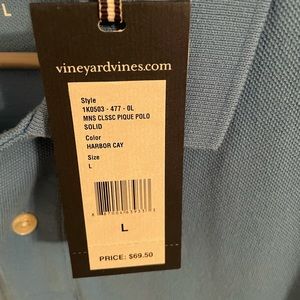 L
vineyardvines.com
Style
1K0503 - 477 - 0L
MNS CLSSC PIQUE POLO
SOLID
Color
HARBOR CAY
Size
L
L
PRICE: $69.50